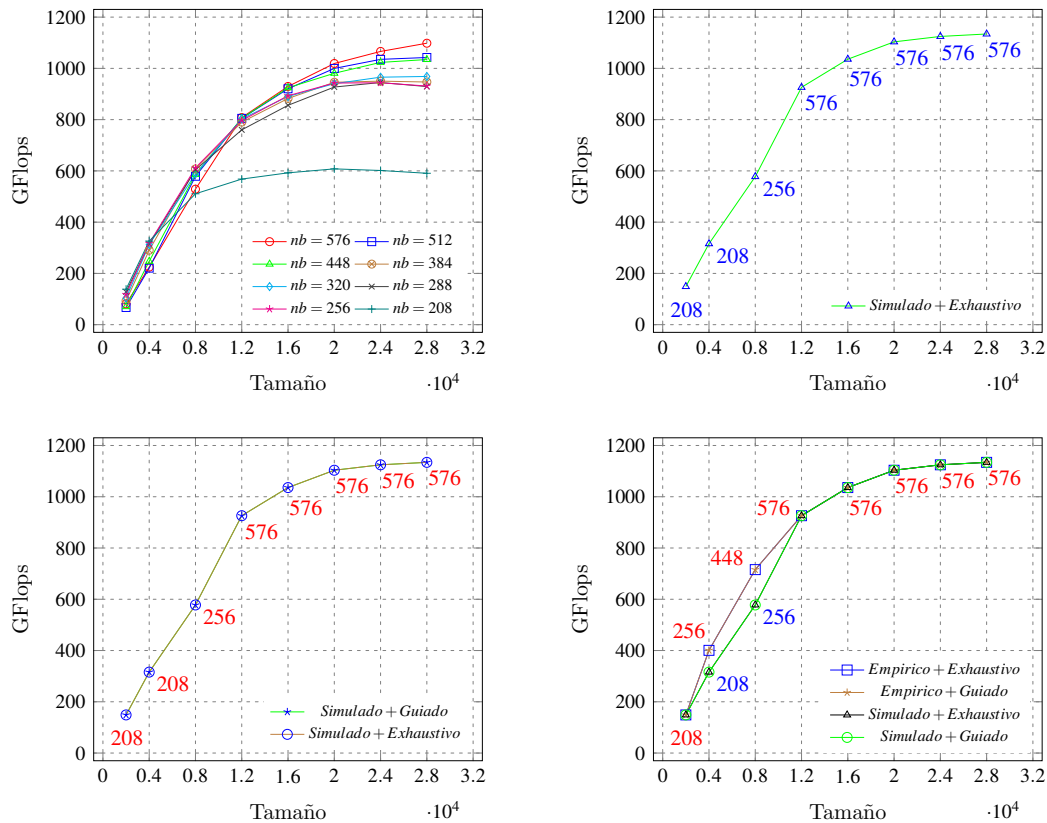 1200
1000
800
600
400
200
0
GFlops
0 0.4 0.8 1.2 1.6 2 2.4 2.8 3.2
Tamaño
·10⁴
nb = 576 nb = 512
nb = 448 nb = 384
nb = 320 nb = 288
nb = 256 nb = 208
1200
1000
800
600
400
200
0
GFlops
0 0.4 0.8 1.2 1.6 2 2.4 2.8 3.2
Tamaño
·10⁴
208
208
256
576
576
576
576
576
Simulado + Exhaustivo
1200
1000
800
600
400
200
0
GFlops
0 0.4 0.8 1.2 1.6 2 2.4 2.8 3.2
Tamaño
·10⁴
208
208
256
576
576
576
576
576
Simulado + Guiado
Simulado + Exhaustivo
1200
1000
800
600
400
200
0
GFlops
0 0.4 0.8 1.2 1.6 2 2.4 2.8 3.2
Tamaño
·10⁴
208
256
208
448
256
576
576
576
576
576
Empirico + Exhaustivo
Empirico + Guiado
Simulado + Exhaustivo
Simulado + Guiado